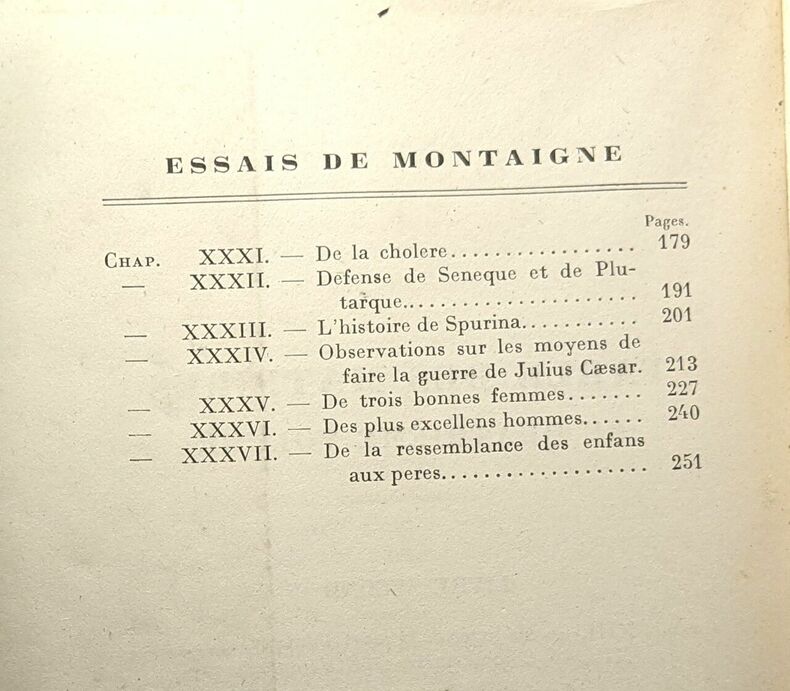 ESSAIS DE MONTAIGNE
Pages.
CHAP. XXXI. — De la cholere................. 179
— XXXII. — Defense de Seneque et de Plu-
tarque...................... 191
— XXXIII. — L'histoire de Spurina........... 201
— XXXIV. — Observations sur les moyens de
faire la guerre de Julius Cæsar. 213
— XXXV. — De trois bonnes femmes....... 227
— XXXVI. — Des plus excellens hommes...... 240
— XXXVII. — De la ressemblance des enfans
aux peres................... 251